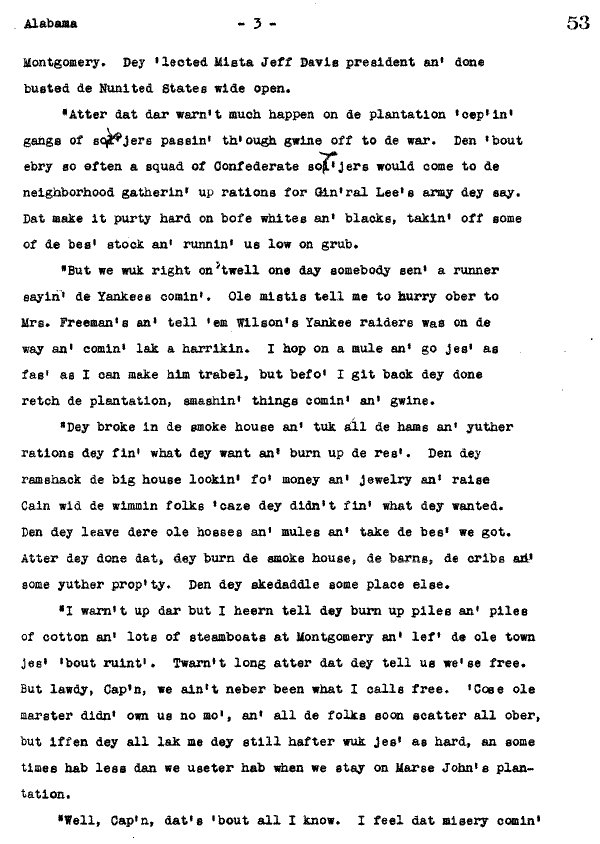 Alabama - 3 - 53
Montgomery. Dey 'lected Mista Jeff Davis president an' done
busted de Nunited States wide open.
"Atter dat dar warn't much happen on de plantation 'cep'in'
gangs of so'jers passin' th'ough gwine off to de war. Den 'bout
ebry so often a squad of Confederate so'jers would come to de
neighborhood gatherin' up rations for Gin'ral Lee's army dey say.
Dat make it purty hard on bofe whites an' blacks, takin' off some
of de bes' stock an' runnin' us low on grub.
"But we wuk right on 'twell one day somebody sen' a runner
sayin' de Yankees comin'. Ole mistis tell me to hurry ober to
Mrs. Freeman's an' tell 'em Wilson's Yankee raiders was on de
way an' comin' lak a harrikin. I hop on a mule an' go jes' as
fas' as I can make him trabel, but befo' I git back dey done
retch de plantation, smashin' things comin' an' gwine.
"Dey broke in de smoke house an' tuk all de hams an' yuther
rations dey fin' what dey want an' burn up de res'. Den dey
ramshack de big house lookin' fo' money an' jewelry an' raise
Cain wid de wimmin folks 'caze dey didn't fin' what dey wanted.
Den dey leave dere ole hosses an' mules an' take de bes' we got.
Atter dey done dat, dey burn de smoke house, de barns, de cribs an'
some yuther prop'ty. Den dey skedaddle some place else.
"I warn't up dar but I heern tell dey burn up piles an' piles
of cotton an' lots of steamboats at Montgomery an' lef' de ole town
jes' 'bout ruint'. Twarn't long atter dat dey tell us we'se free.
But lawdy, Cap'n, we ain't neber been what I calls free. 'Cose ole
marster didn' own us no mo', an' all de folks soon scatter all ober,
but iffen dey all lak me dey still hafter wuk jes' as hard, an some
times hab less dan we useter hab when we stay on Marse John's plan-
tation.
"Well, Cap'n, dat's 'bout all I know. I feel dat misery comin'